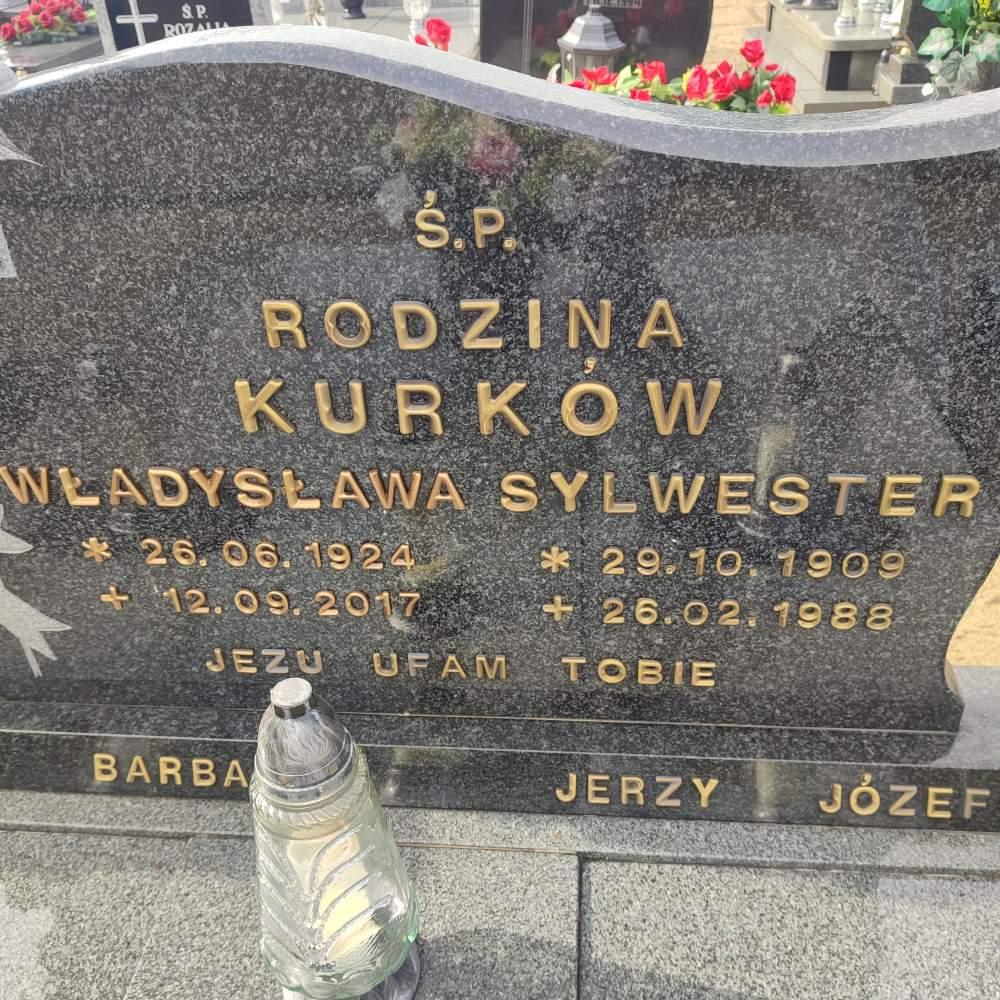 Ś.P.
ROZALIA
Ś.P.
RODZINA
KURKÓW
WŁADYSŁAWA SYLWESTER
* 26.06.1924 * 29.10.1909
+ 12.09.2017 + 26.02.1988
JEZU UFAM TOBIE
JERZY JÓZEF